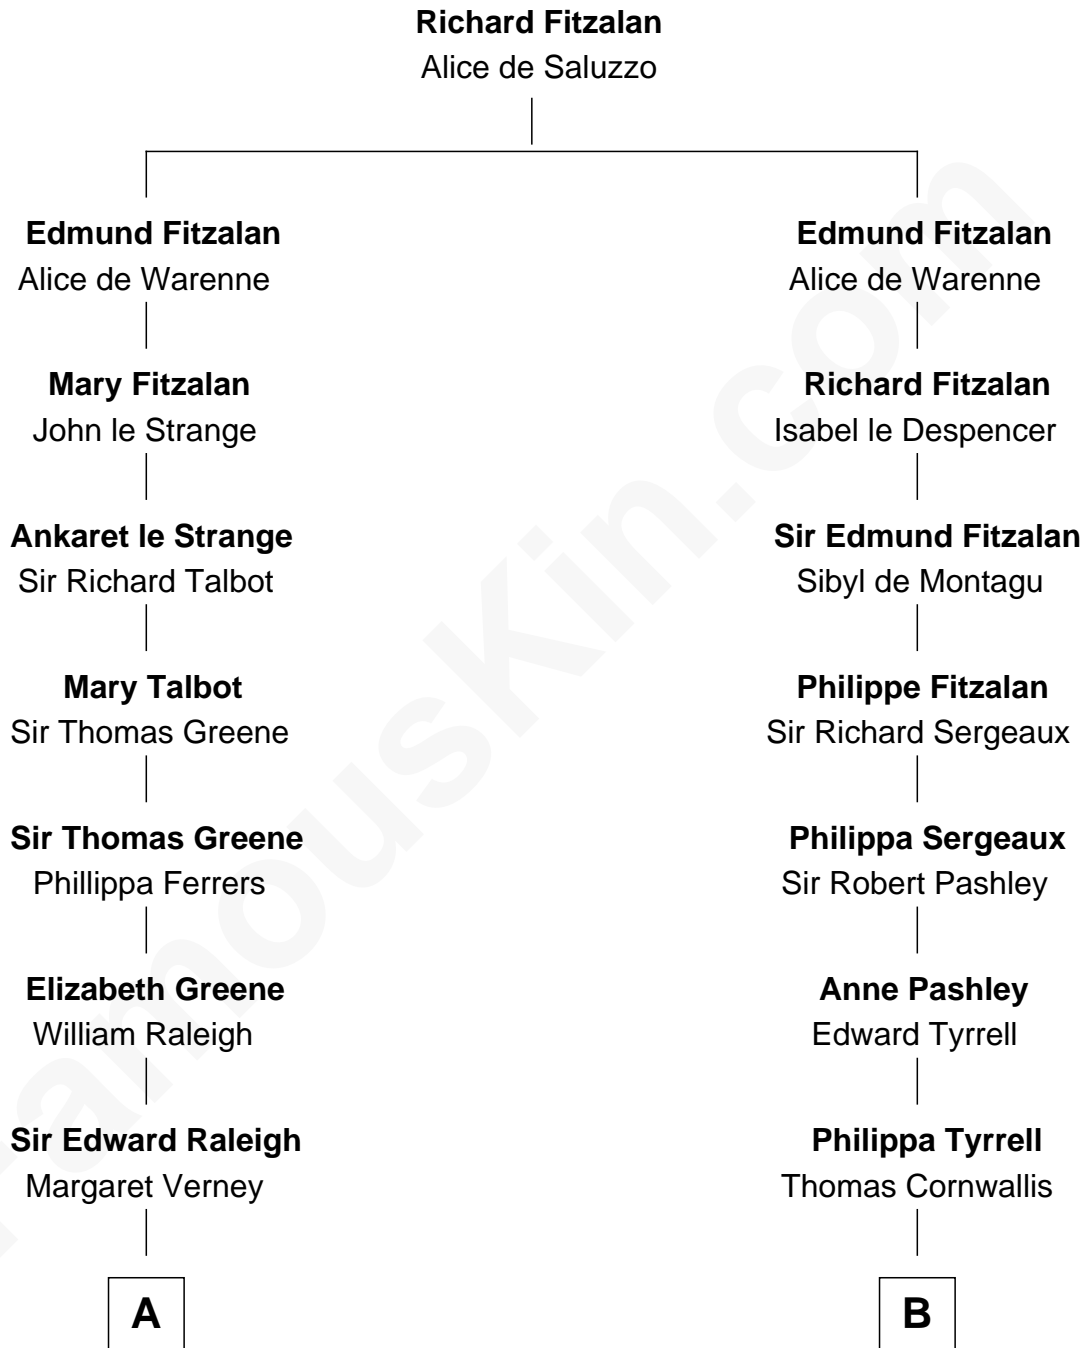 Richard Fitzalan
Alice de Saluzzo
Edmund Fitzalan
Alice de Warenne
Edmund Fitzalan
Alice de Warenne
Mary Fitzalan
John le Strange
Richard Fitzalan
Isabel le Despencer
Ankaret le Strange
Sir Richard Talbot
Sir Edmund Fitzalan
Sibyl de Montagu
Mary Talbot
Sir Thomas Greene
Philippe Fitzalan
Sir Richard Sergeaux
Sir Thomas Greene
Phillippa Ferrers
Philippa Sergeaux
Sir Robert Pashley
Elizabeth Greene
William Raleigh
Anne Pashley
Edward Tyrrell
Sir Edward Raleigh
Margaret Verney
Philippa Tyrrell
Thomas Cornwallis
A
B
FamousKin.com